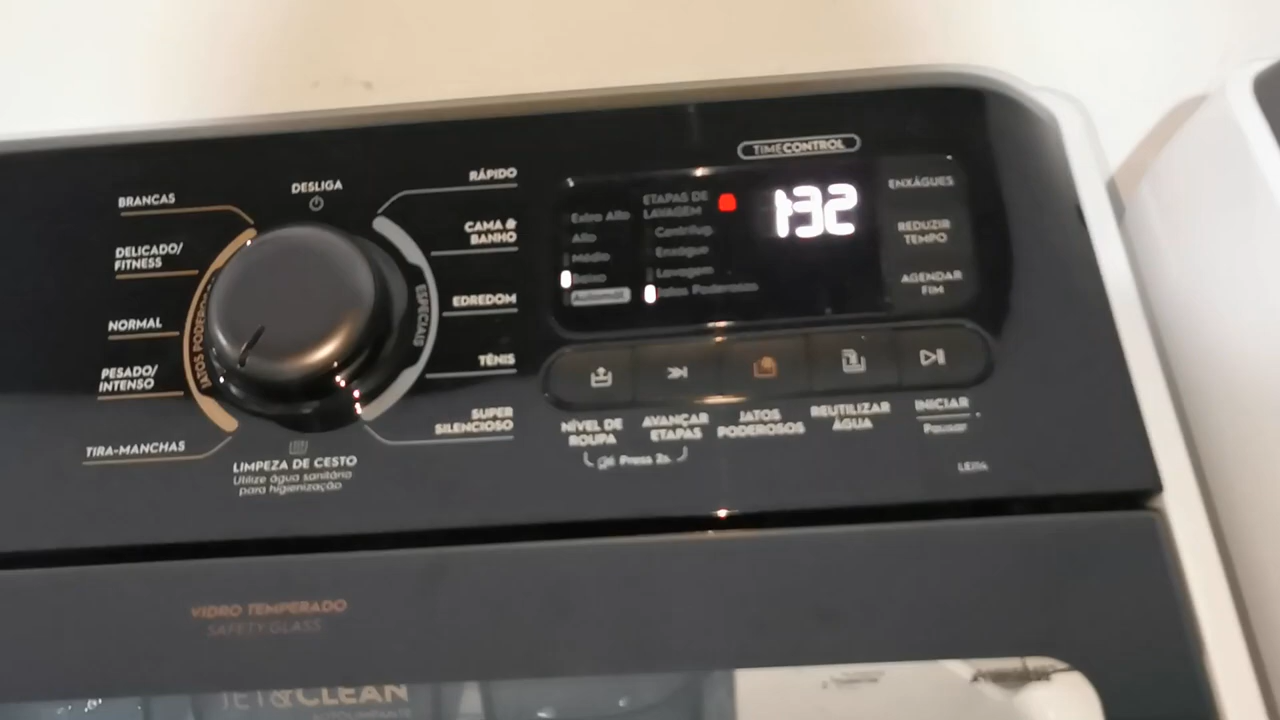 TIMECONTROL
RÁPIDO
DESLIGA
BRANCAS
ENXÁGUES
ETAPAS DE
LAVAGEM
132
Extra Alto
Centrifug.
CAMA &
BANHO
Alto
REDUZIR
TEMPO
Enxágue
DELICADO/
FITNESS
Médio
Lavagem
Baixo
AGENDAR
FIM
Jatos Poderosos
EDREDOM
ESPECIAIS
NORMAL
JATOS PODEROSOS
TÊNIS
PESADO/
INTENSO
SUPER
SILENCIOSO
NÍVEL DE
ROUPA
AVANÇAR
ETAPAS
JATOS
PODEROSOS
REUTILIZAR
ÁGUA
INICIAR
Pausar
Press 2s
TIRA-MANCHAS
LIMPEZA DE CESTO
Utilize água sanitária
para higienização
VIDRO TEMPERADO
SAFETY GLASS
JET&CLEAN